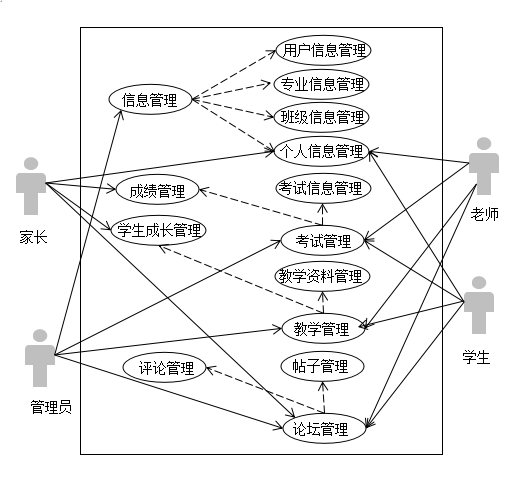 用户信息管理
专业信息管理
信息管理
班级信息管理
个人信息管理
成绩管理
考试信息管理
老师
家长
学生成长管理
考试管理
教学资料管理
教学管理
学生
评论管理
帖子管理
管理员
论坛管理